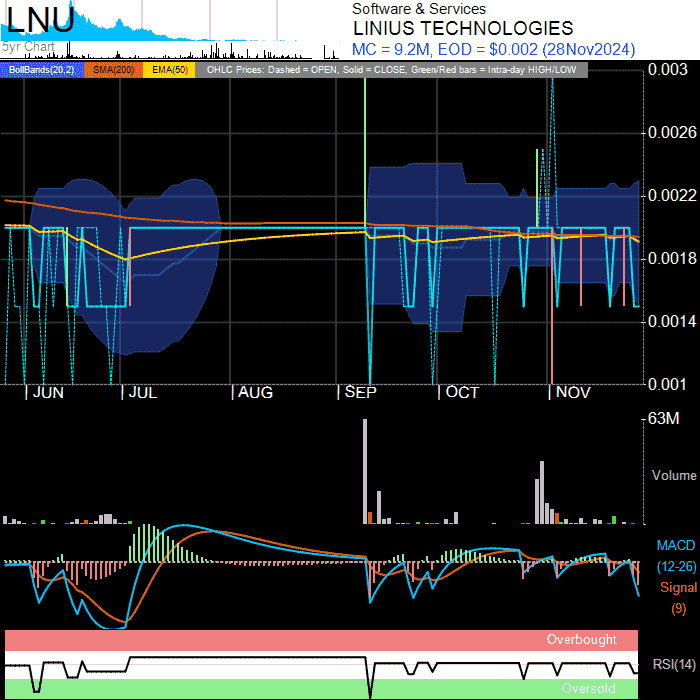 LNU
Software & Services
LINIUS TECHNOLOGIES
5yr Chart
MC = 9.2M, EOD = $0.002 (28Nov2024)
BollBands(20,2) SMA(200) EMA(50) OHLC Prices: Dashed = OPEN, Solid = CLOSE, Green/Red bars = Intra-day HIGH/LOW
0.003
0.0026
0.0022
0.0018
0.0014
0.001
JUN JUL AUG SEP OCT NOV
63M
Volume
MACD
(12-26)
Signal
(9)
Overbought
RSI(14)
Oversold